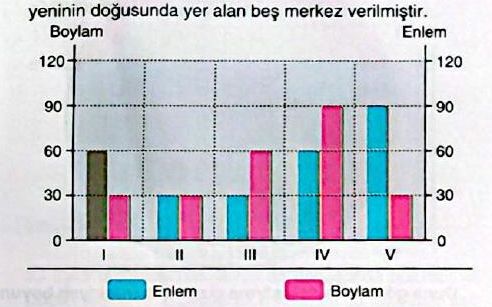 yeninin doğusunda yer alan beş merkez verilmiştir.
Boylam Enlem
120 120
90 90
60 60
30 30
0 0
I II III IV V
Enlem Boylam